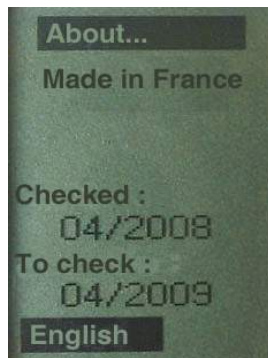 About...
Made in France
Checked :
04/2008
To check :
04/2009
English